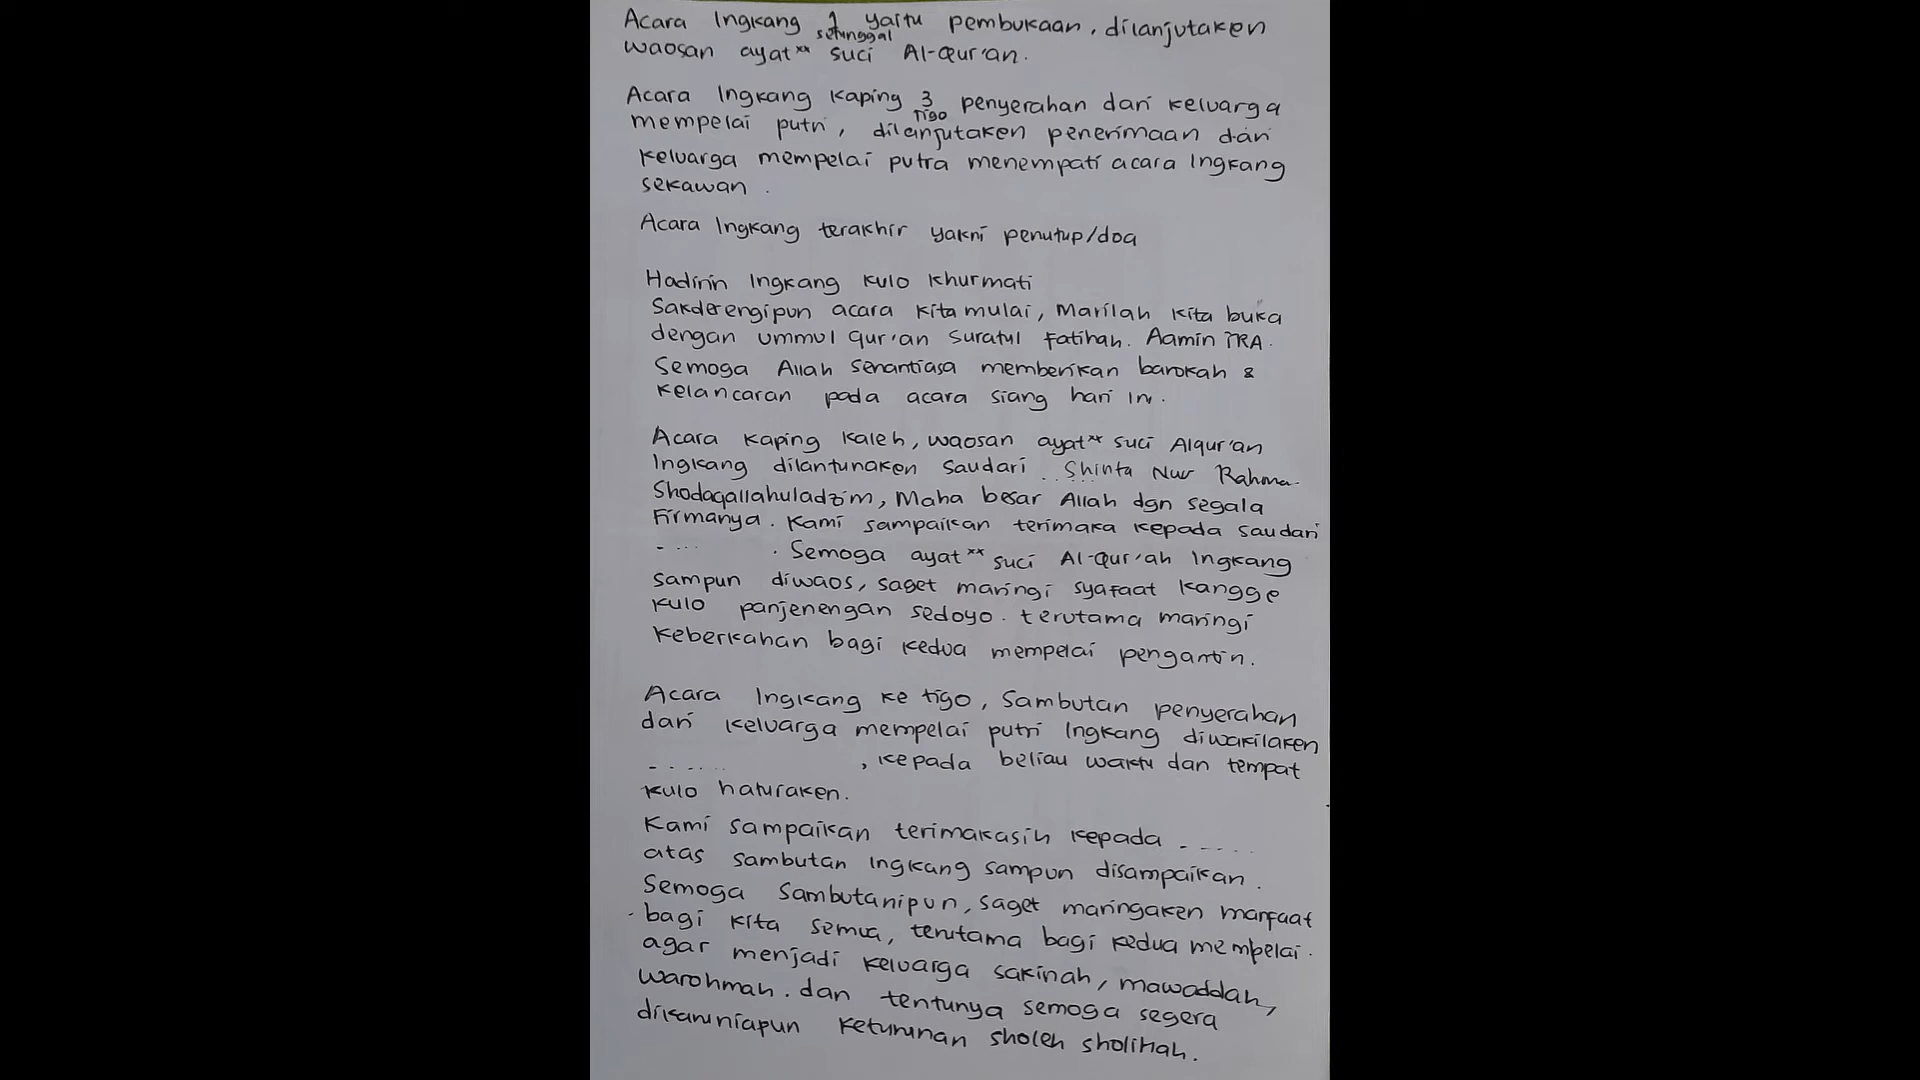 Acara Ingkang 1 yaitu pembukaan, dilanjutaken
setunggal
waosan ayat** suci Al-Qur'an.
Acara Ingkang Kaping 3 penyerahan dari keluarga
Tigo
mempelai putri, dilanjutaken penerimaan dari
keluarga mempelai putra menempati acara Ingkang
sekawan.
Acara Ingkang terakhir yakni penutup/doa
Hadirin Ingkang kulo khurmati
Sakderengipun acara kita mulai, Marilah kita buka
dengan ummul qur'an suratul fatihah. Aamiin YRA.
Semoga Allah senantiasa memberikan barokah &
kelancaran pada acara siang hari ini.
Acara kaping kaleh, waosan ayat** suci Alqur'an
Ingkang dilantunaken saudari .. Shinta Nur Rahma.
Shodaqallahuladzim, Maha besar Allah dgn segala
Firmanya. Kami sampaikan terimaka kepada saudari
..... . Semoga ayat** suci Al-Qur'ah Ingkang
sampun diwaos, saget maringi syafaat kangge
kulo panjenengan sedoyo. terutama maringi
keberkahan bagi kedua mempelai pengantin.
Acara Ingkang ke tigo, Sambutan penyerahan
dari keluarga mempelai putri Ingkang diwakilaken
......., kepada beliau waktu dan tempat
kulo haturaken.
Kami sampaikan terimakasih kepada ......
atas sambutan ingkang sampun disampaikan.
Semoga Sambutanipun, saget maringaken manfaat
bagi kita semua, terutama bagi kedua mempelai.
agar menjadi keluarga sakinah, mawaddah,
warohmah. dan tentunya semoga segera
dikaruniapun keturunan sholeh sholihah.